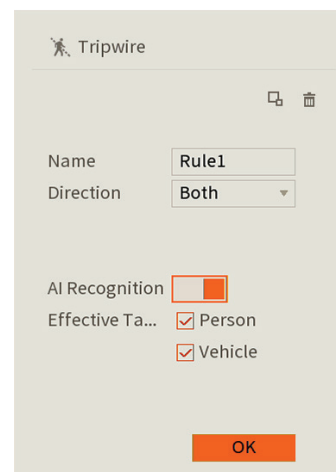 Tripwire
Name Rule1
Direction Both
AI Recognition
Effective Ta... Person
Vehicle
OK